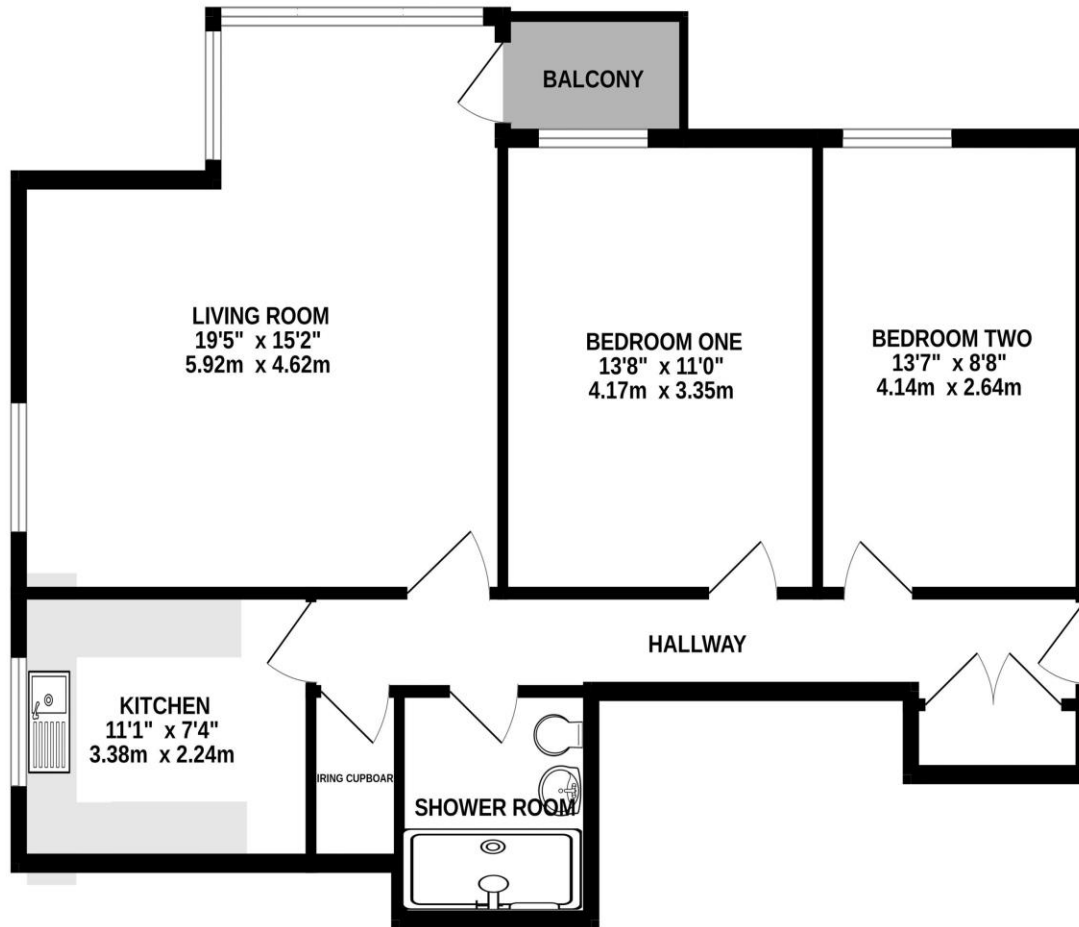 BALCONY
LIVING ROOM
19'5" x 15'2"
5.92m x 4.62m
BEDROOM ONE
13'8" x 11'0"
4.17m x 3.35m
BEDROOM TWO
13'7" x 8'8"
4.14m x 2.64m
HALLWAY
KITCHEN
11'1" x 7'4"
3.38m x 2.24m
IRING CUPBOAR
SHOWER ROOM